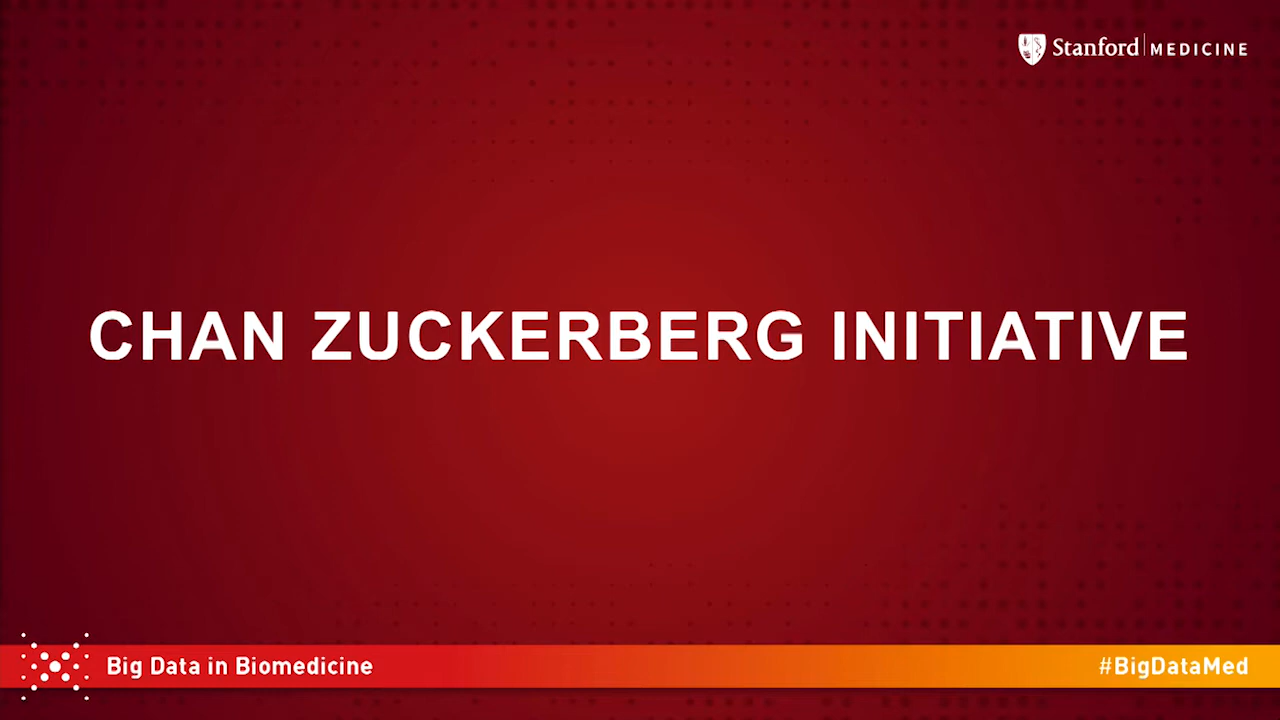 Stanford MEDICINE
CHAN ZUCKERBERG INITIATIVE
Big Data in Biomedicine
#BigDataMed